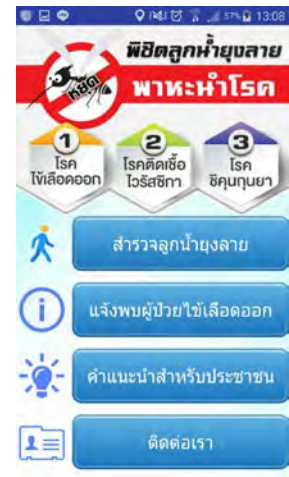 57% 13:08
พิชิตลูกน้ำยุงลาย
หยุด
พาหะนำโรค
1
โรค
ไข้เลือดออก
2
โรคติดเชื้อ
ไวรัสซิกา
3
โรค
ชิคุนกุนยา
สำรวจลูกน้ำยุงลาย
แจ้งพบผู้ป่วยไข้เลือดออก
คำแนะนำสำหรับประชาชน
ติดต่อเรา